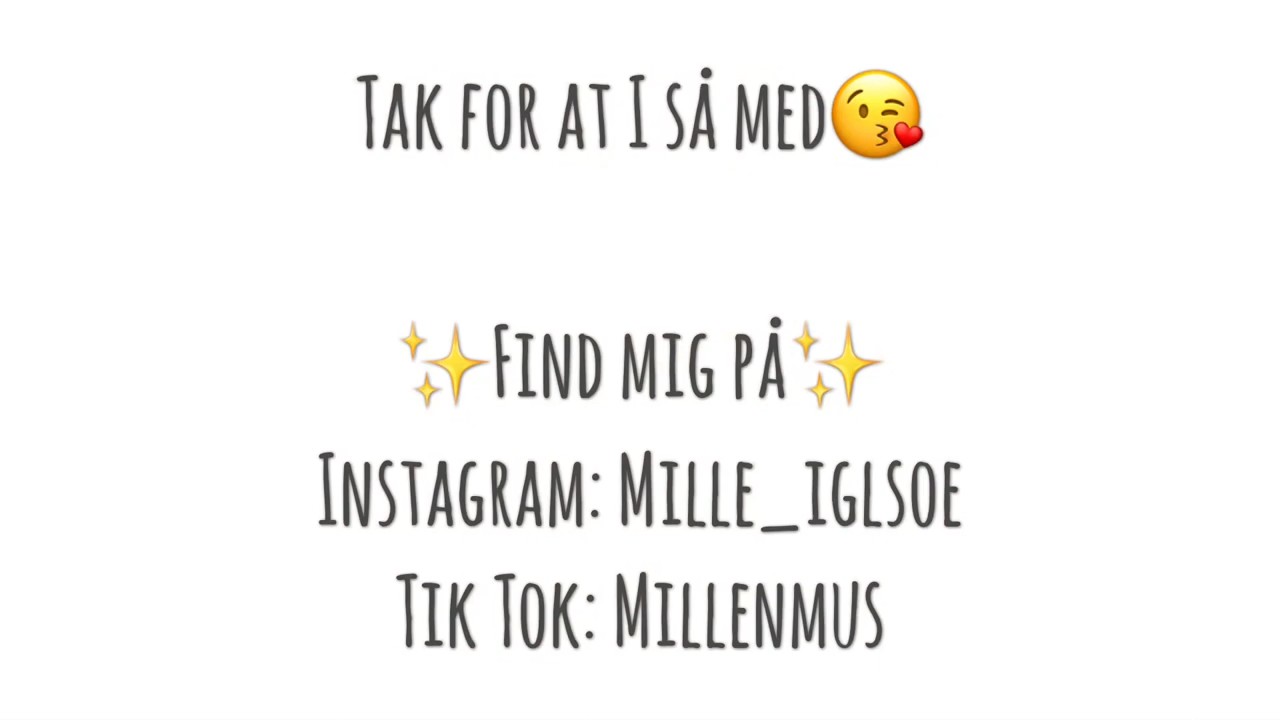 Tak for at I så med😘
✨Find mig på✨
Instagram: Mille_iglsoe
Tik Tok: Millenmus